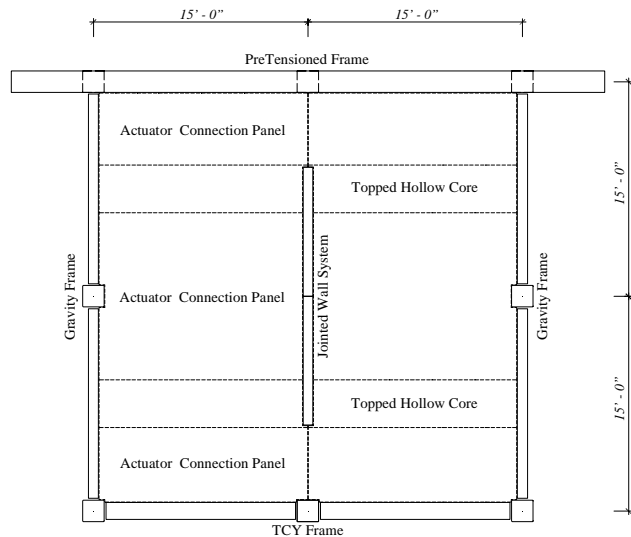 15' - 0" 15' - 0"
PreTensioned Frame
Actuator Connection Panel
Topped Hollow Core
15' - 0"
Gravity Frame
Actuator Connection Panel
Jointed Wall System
Gravity Frame
15' - 0"
Topped Hollow Core
Actuator Connection Panel
TCY Frame